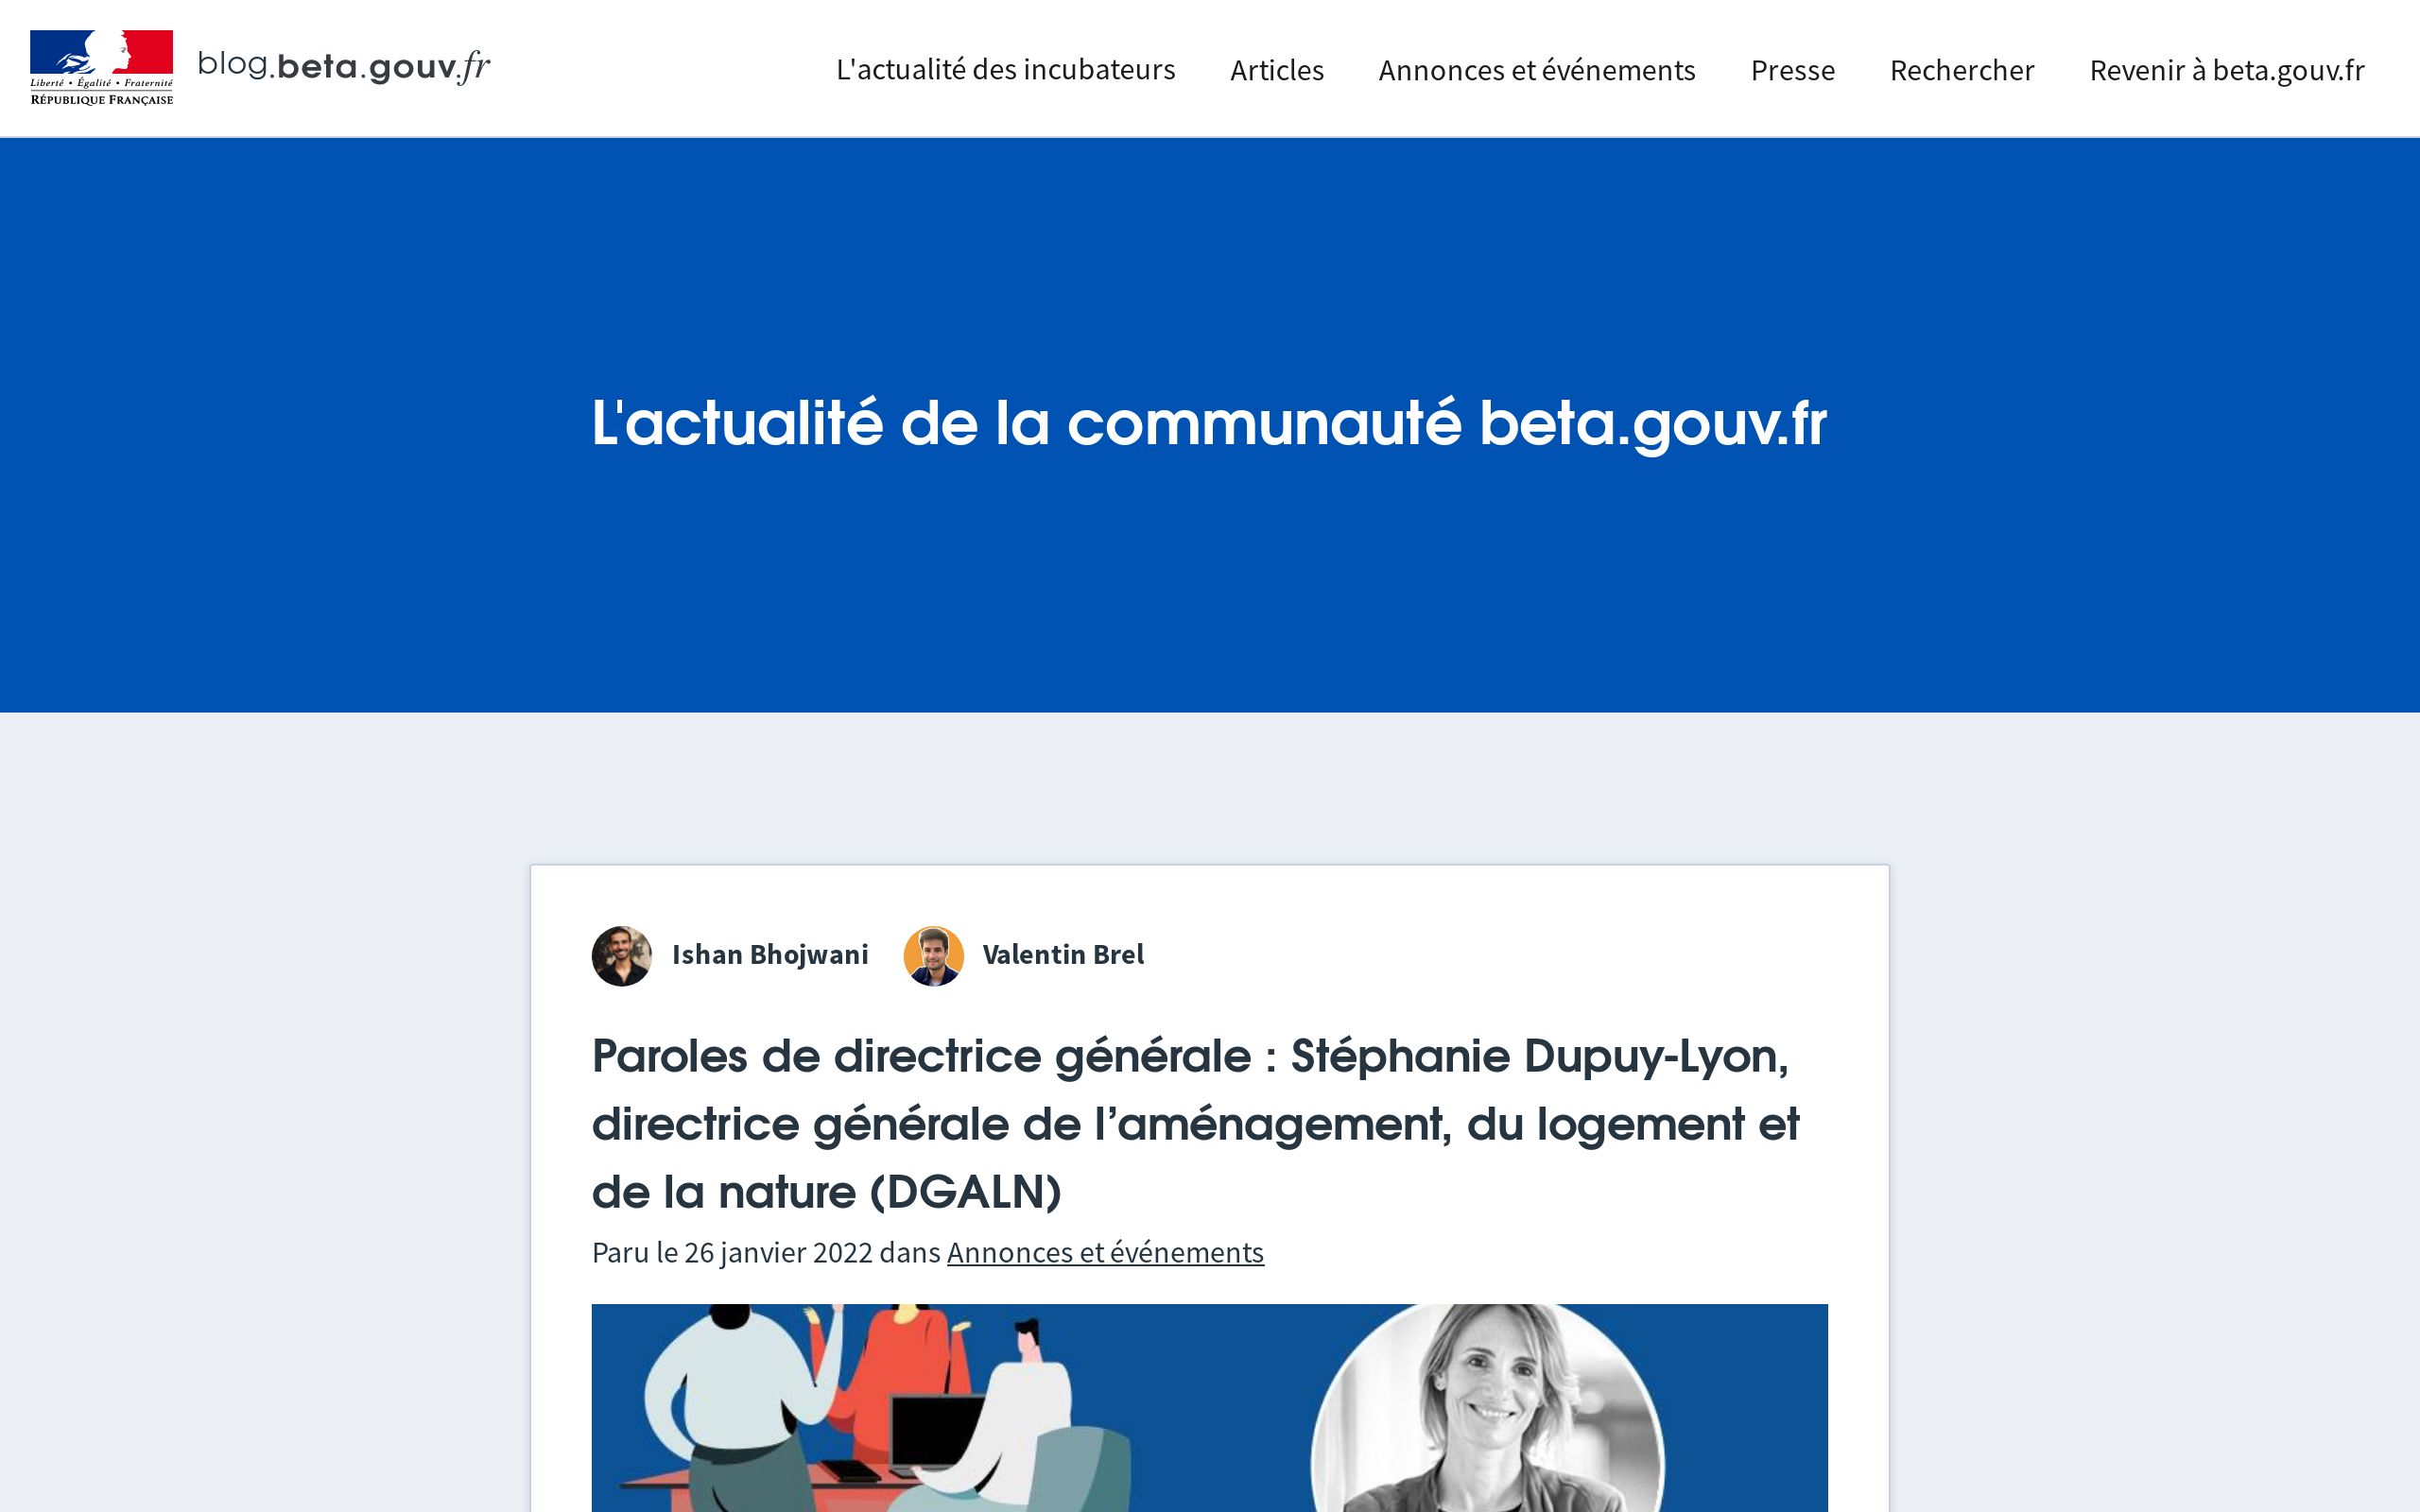 Liberté • Égalité • Fraternité
RÉPUBLIQUE FRANÇAISE
blog.beta.gouv.fr
L'actualité des incubateurs
Articles
Annonces et événements
Presse
Rechercher
Revenir à beta.gouv.fr
L'actualité de la communauté beta.gouv.fr
Ishan Bhojwani
Valentin Brel
Paroles de directrice générale : Stéphanie Dupuy-Lyon,
directrice générale de l’aménagement, du logement et
de la nature (DGALN)
Paru le 26 janvier 2022 dans Annonces et événements